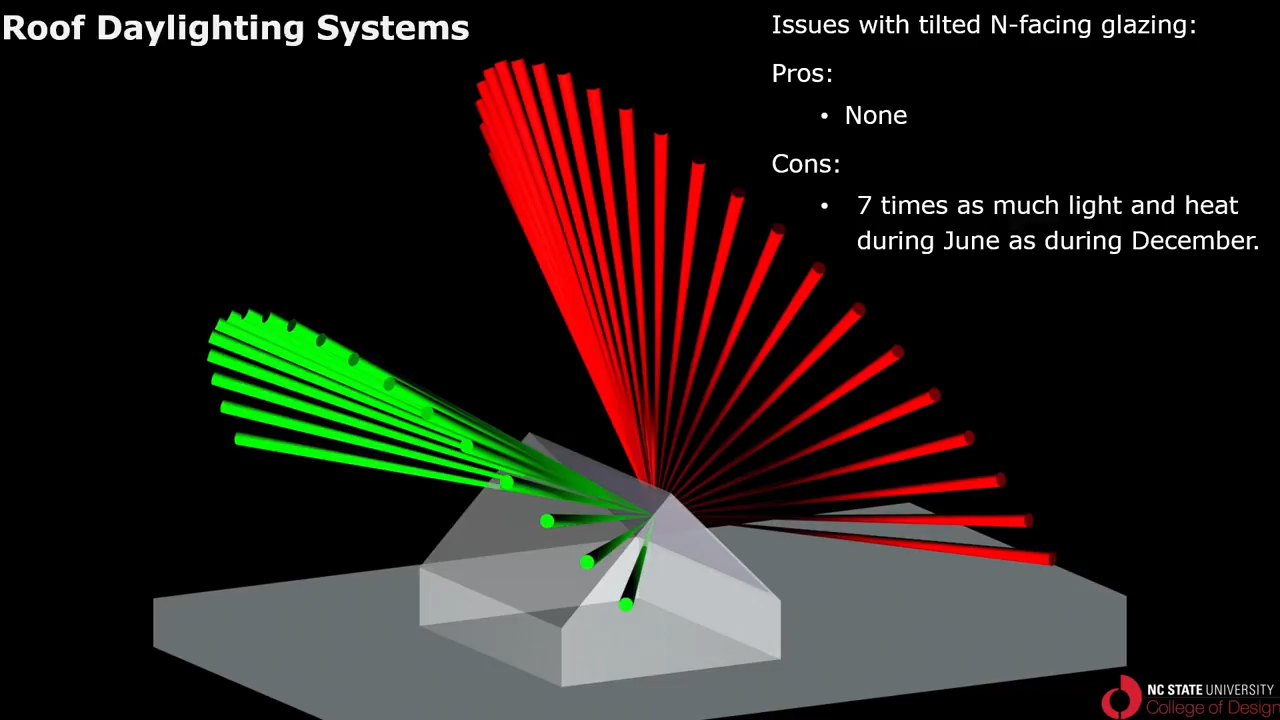 Roof Daylighting Systems
Issues with tilted N-facing glazing:
Pros:
• None
Cons:
• 7 times as much light and heat
during June as during December.
NC STATE UNIVERSITY
College of Design